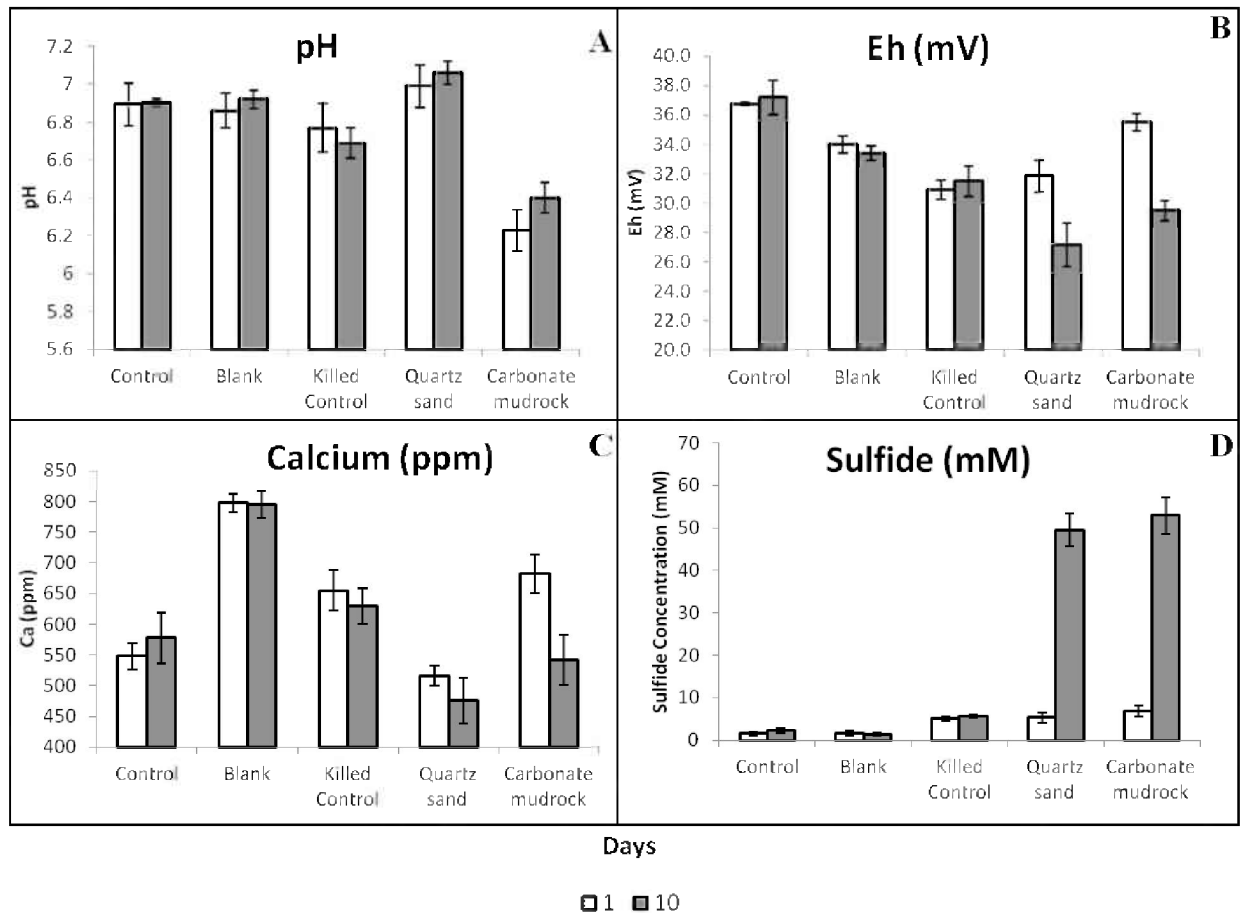 pH
A
7.2
7
6.8
6.6
6.4
6.2
6
5.8
5.6
pH
Control Blank Killed Control Quartz sand Carbonate mudrock
Eh (mV)
B
40.0
38.0
36.0
34.0
32.0
30.0
28.0
26.0
24.0
22.0
20.0
Eh (mV)
Control Blank Killed Control Quartz sand Carbonate mudrock
Calcium (ppm)
C
850
800
750
700
650
600
550
500
450
400
Ca (ppm)
Control Blank Killed Control Quartz sand Carbonate mudrock
Sulfide (mM)
D
70
60
50
40
30
20
10
0
Sulfide Concentration (mM)
Control Blank Killed Control Quartz sand Carbonate mudrock
Days
1 10